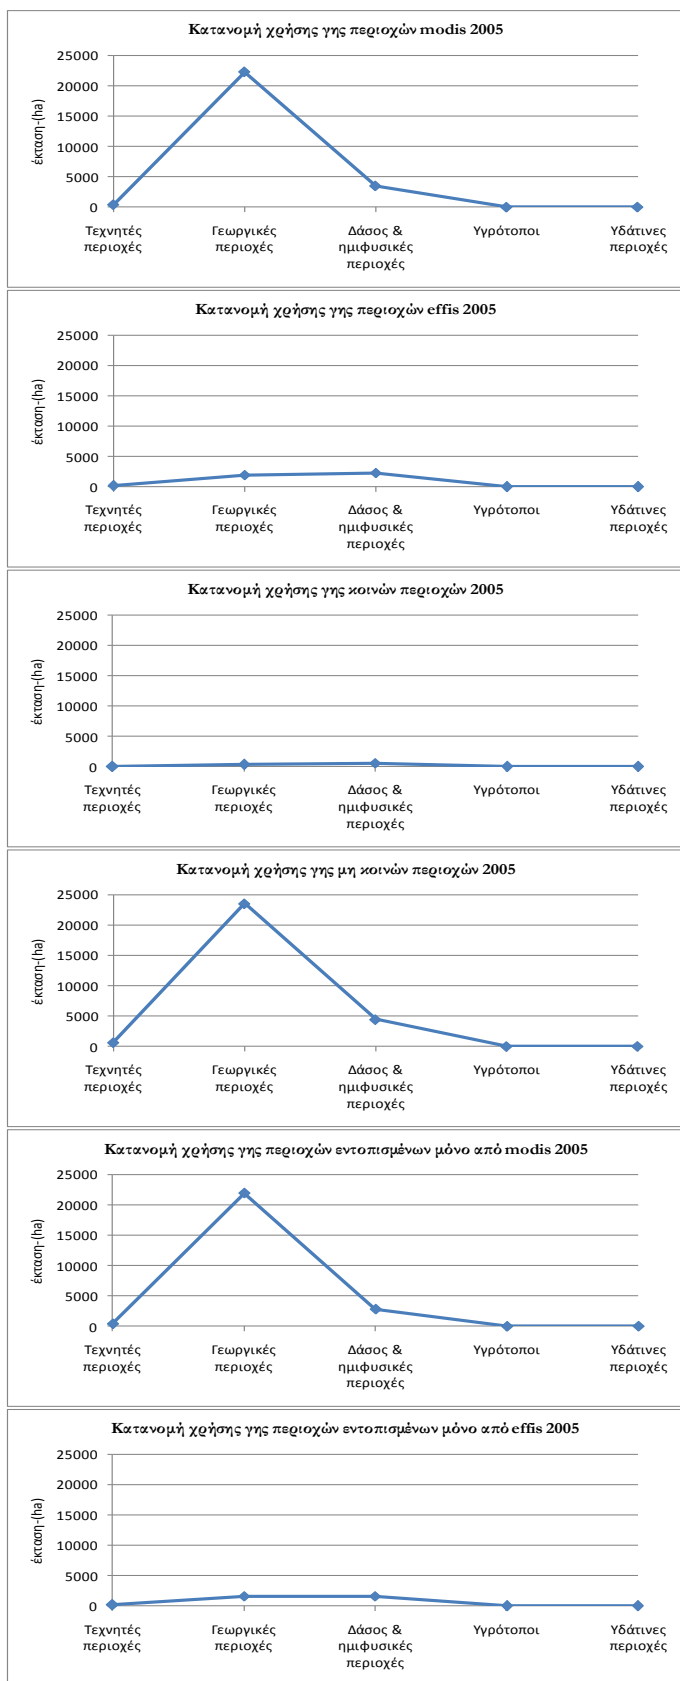 Κατανομή χρήσης γης περιοχών modis 2005
25000
20000
15000
10000
5000
0
έκταση-(ha)
Τεχνητές Γεωργικές Δάσος & Υγρότοποι Υδάτινες
περιοχές περιοχές ημιφυσικές περιοχές
περιοχές
Κατανομή χρήσης γης περιοχών effis 2005
25000
20000
15000
10000
5000
0
έκταση-(ha)
Τεχνητές Γεωργικές Δάσος & Υγρότοποι Υδάτινες
περιοχές περιοχές ημιφυσικές περιοχές
περιοχές
Κατανομή χρήσης γης κοινών περιοχών 2005
25000
20000
15000
10000
5000
0
έκταση-(ha)
Τεχνητές Γεωργικές Δάσος & Υγρότοποι Υδάτινες
περιοχές περιοχές ημιφυσικές περιοχές
περιοχές
Κατανομή χρήσης γης μη κοινών περιοχών 2005
25000
20000
15000
10000
5000
0
έκταση-(ha)
Τεχνητές Γεωργικές Δάσος & Υγρότοποι Υδάτινες
περιοχές περιοχές ημιφυσικές περιοχές
περιοχές
Κατανομή χρήσης γης περιοχών εντοπισμένων μόνο από modis 2005
25000
20000
15000
10000
5000
0
έκταση-(ha)
Τεχνητές Γεωργικές Δάσος & Υγρότοποι Υδάτινες
περιοχές περιοχές ημιφυσικές περιοχές
περιοχές
Κατανομή χρήσης γης περιοχών εντοπισμένων μόνο από effis 2005
25000
20000
15000
10000
5000
0
έκταση-(ha)
Τεχνητές Γεωργικές Δάσος & Υγρότοποι Υδάτινες
περιοχές περιοχές ημιφυσικές περιοχές
περιοχές